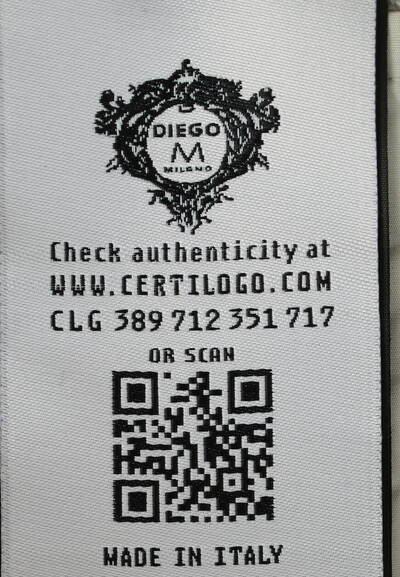 DIEGO
M
MILANO
Check authenticity at
WWW.CERTILOGO.COM
CLG 389 712 351 717
OR SCAN
MADE IN ITALY